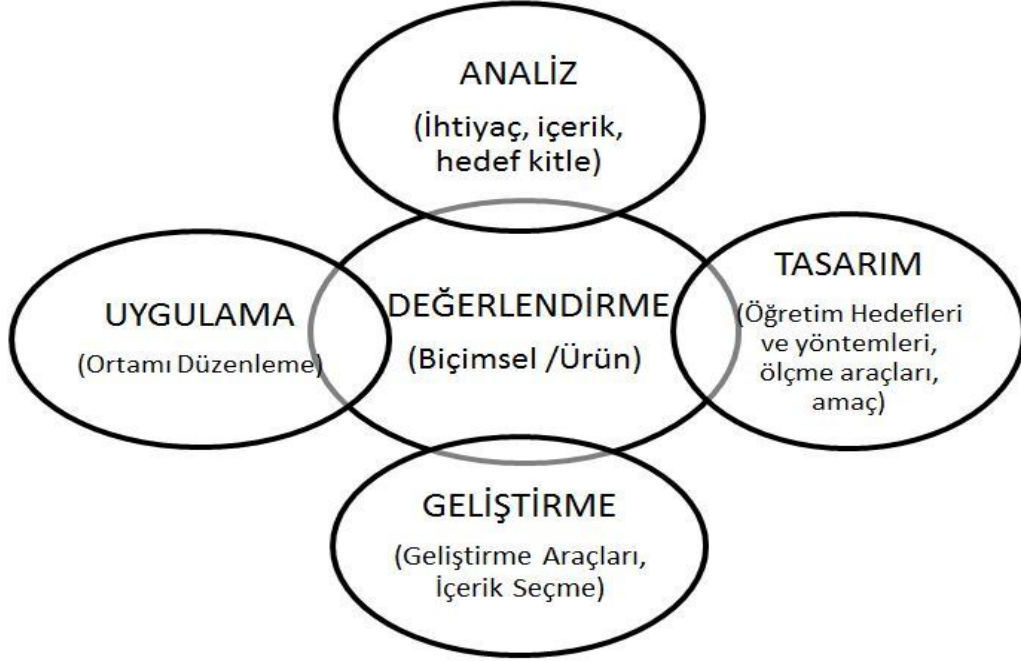 ANALİZ
(İhtiyaç, içerik,
hedef kitle)
TASARIM
(Öğretim Hedefleri
ve yöntemleri,
ölçme araçları,
amaç)
DEĞERLENDİRME
(Biçimsel /Ürün)
UYGULAMA
(Ortamı Düzenleme)
GELİŞTİRME
(Geliştirme Araçları,
İçerik Seçme)